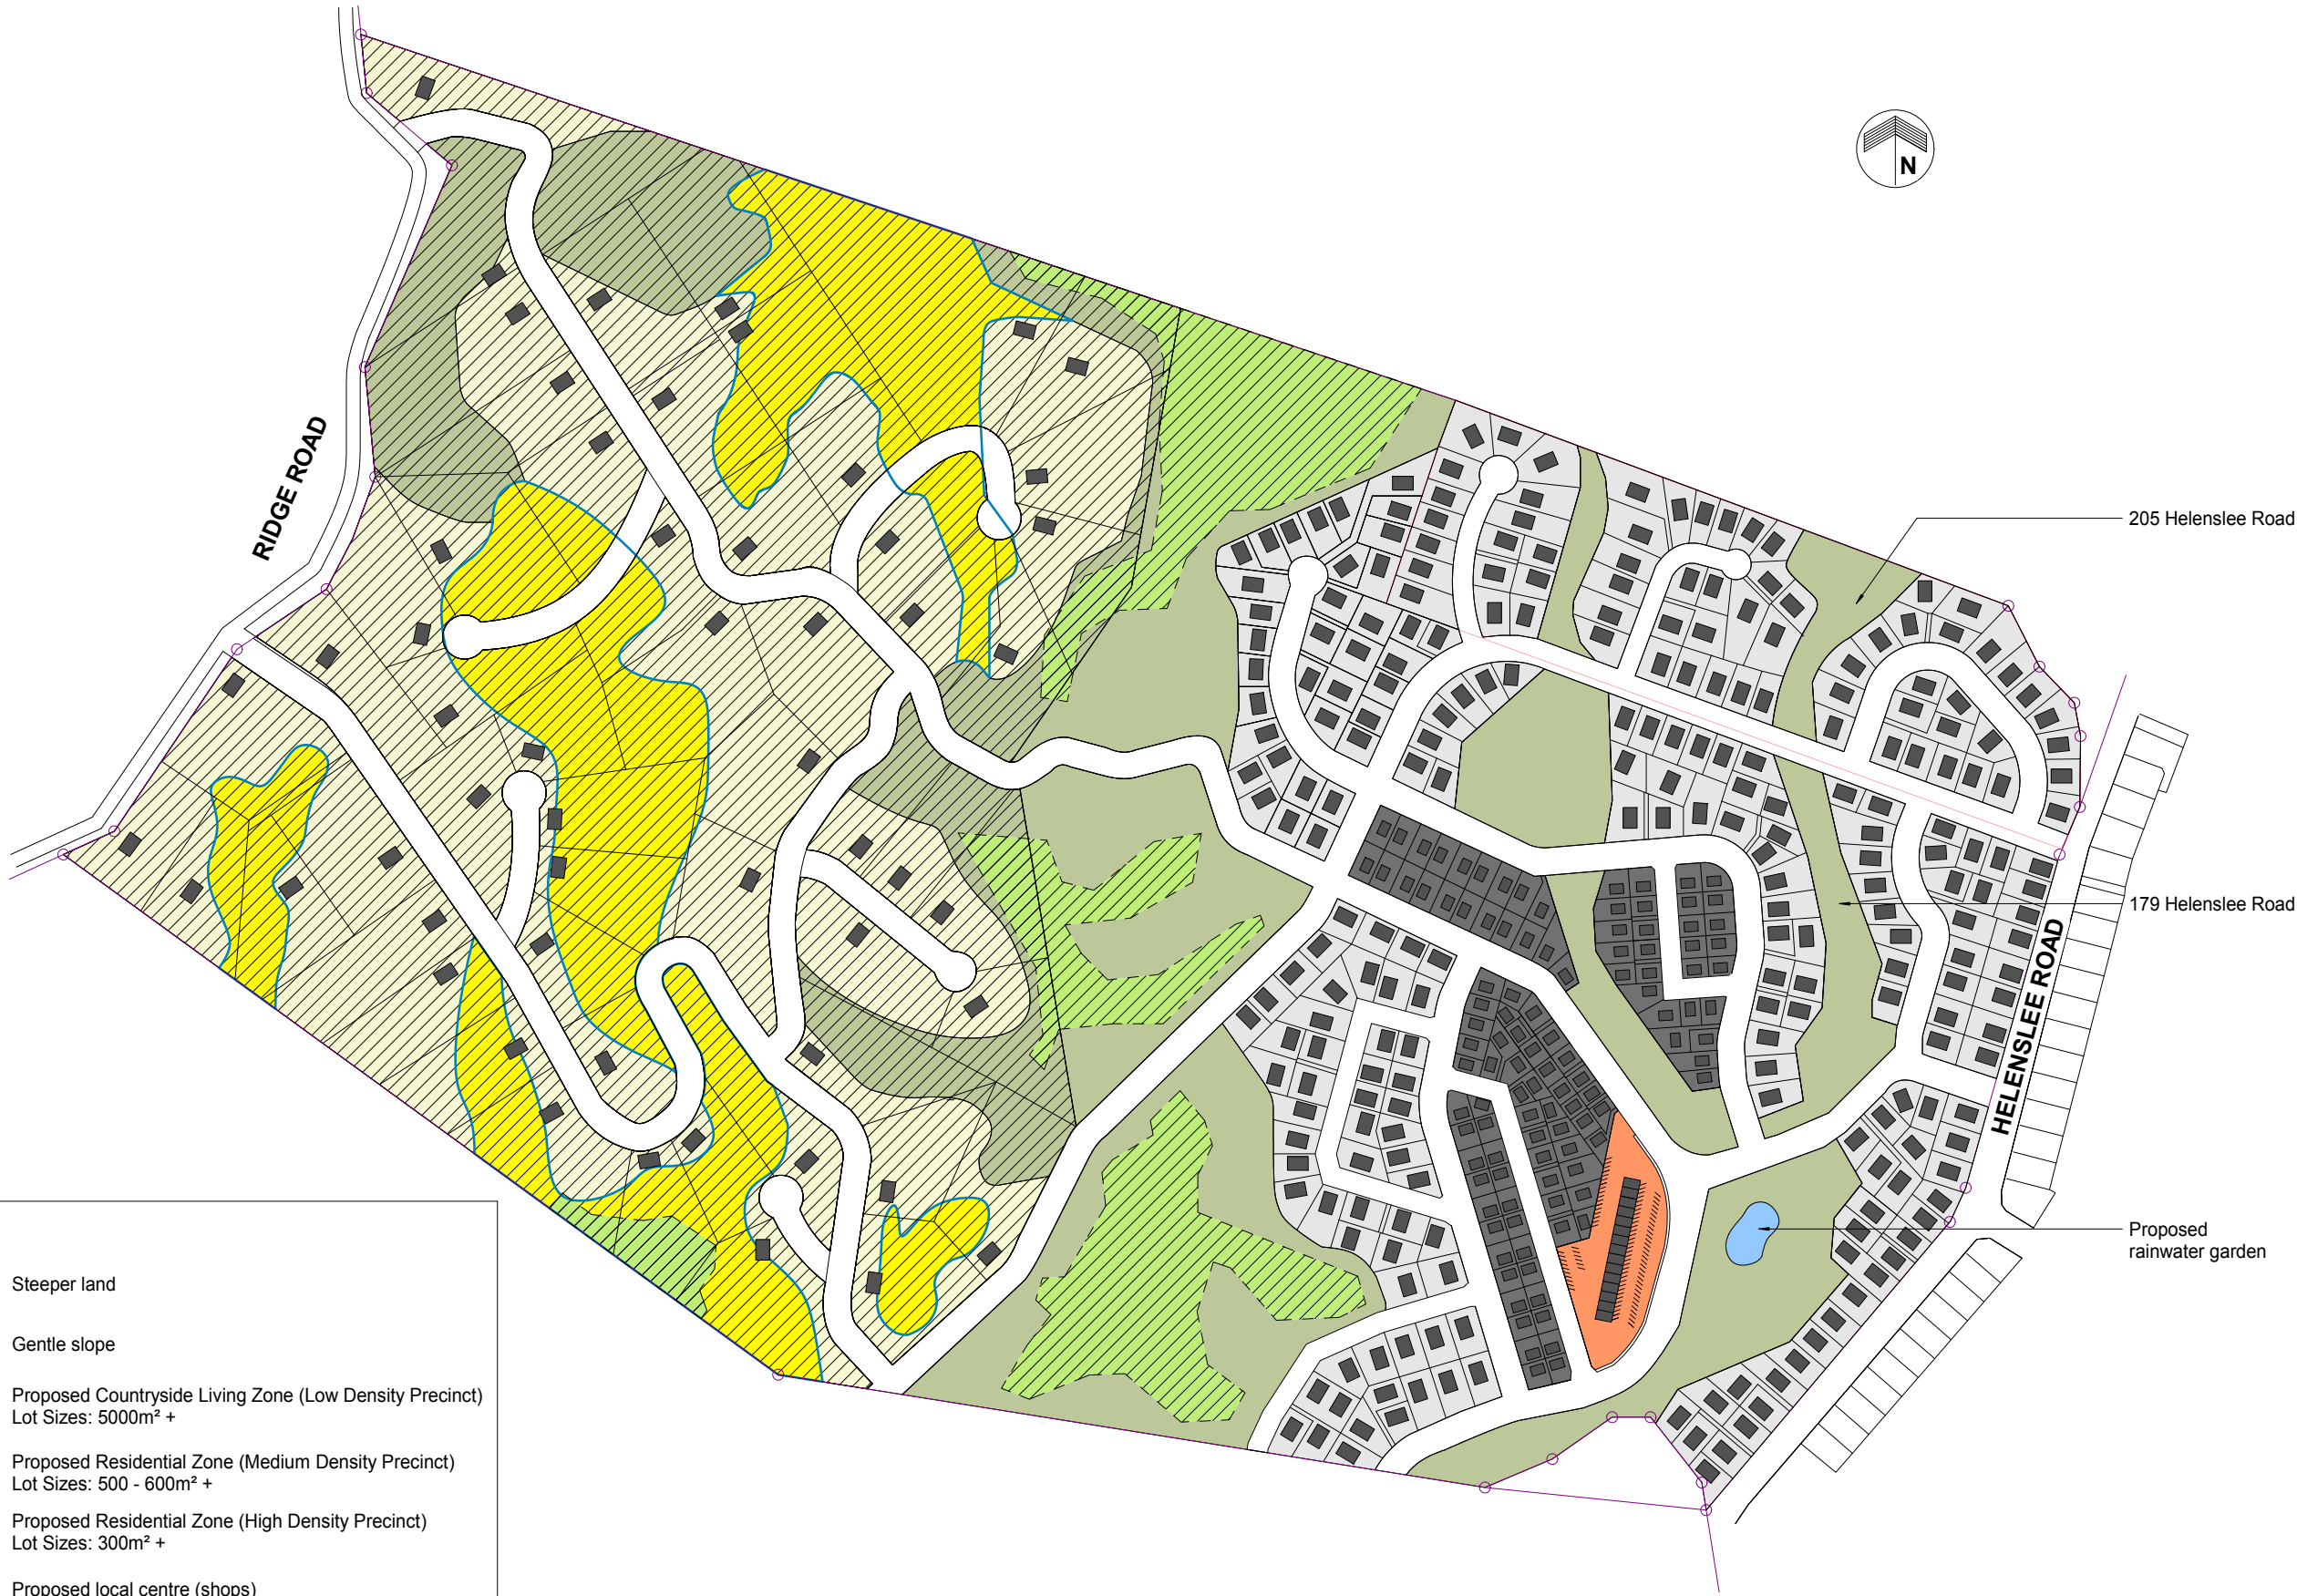 N
RIDGE ROAD
205 Helenslee Road
179 Helenslee Road
HELENSLEE ROAD
Proposed
rainwater garden
Steeper land
Gentle slope
Proposed Countryside Living Zone (Low Density Precinct)
Lot Sizes: 5000m² +
Proposed Residential Zone (Medium Density Precinct)
Lot Sizes: 500 - 600m² +
Proposed Residential Zone (High Density Precinct)
Lot Sizes: 300m² +
Proposed local centre (shops)